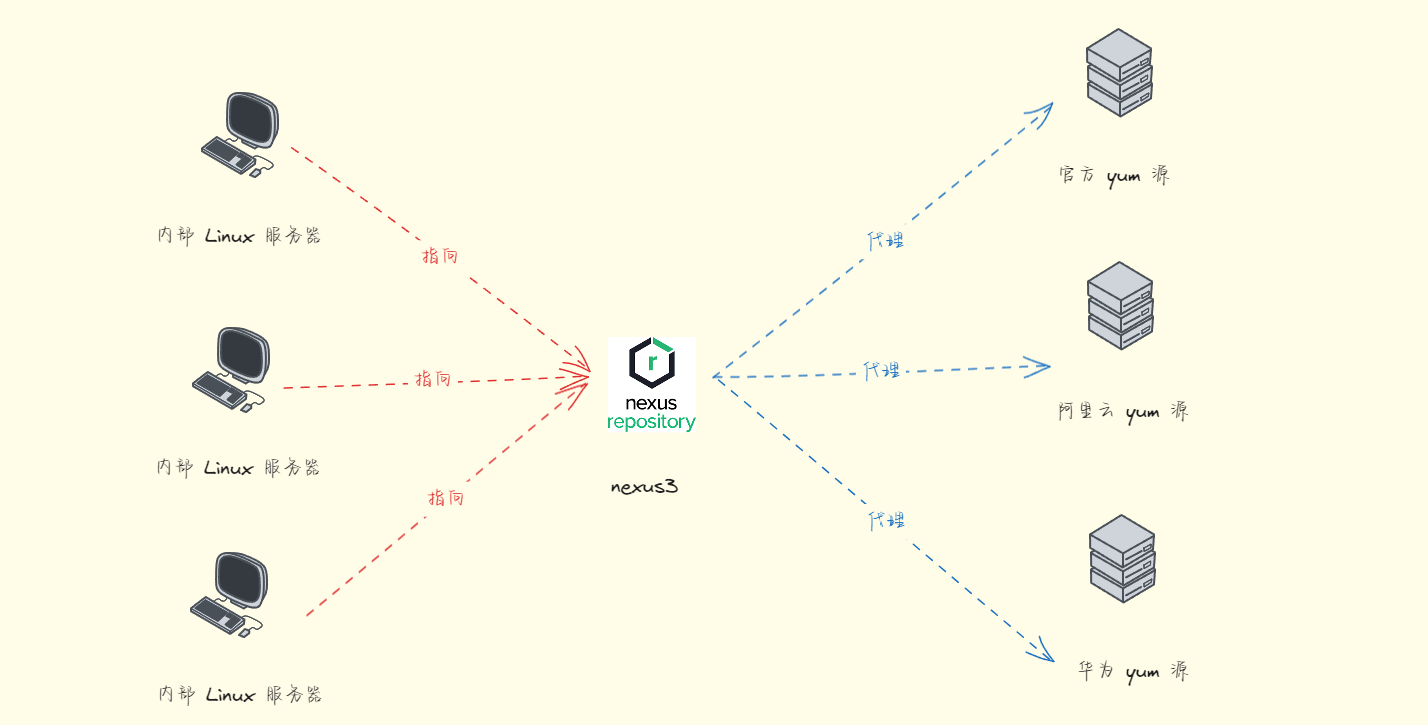 官方 yum 源
内部 Linux 服务器
指向
代理
r
nexus
repository
nexus3
指向
代理
阿里云 yum 源
内部 Linux 服务器
指向
代理
华为 yum 源
内部 Linux 服务器